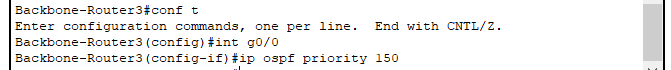 Backbone-Router3#conf t
Enter configuration commands, one per line.  End with CNTL/Z.
Backbone-Router3(config)#int g0/0
Backbone-Router3(config-if)#ip ospf priority 150